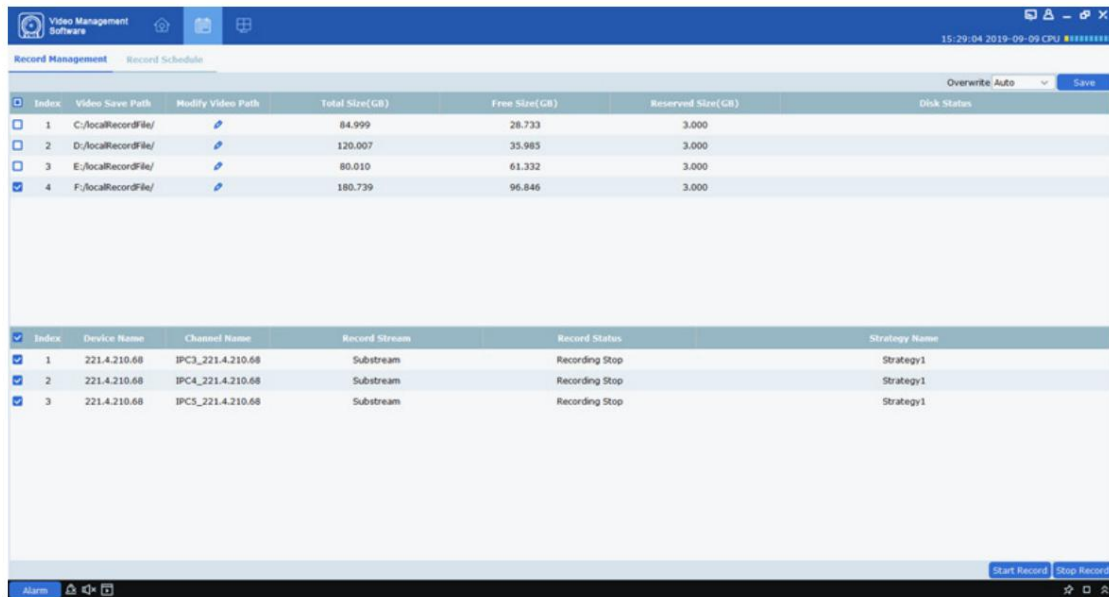 Video Management
Software
15:29:04 2019-09-09 CPU
Record Management Record Schedule
Overwrite Auto Save
Index Video Save Path Modify Video Path Total Size(GB) Free Size(GB) Reserved Size(GB) Disk Status
1 C:/localRecordFile/ 84.999 28.733 3.000
2 D:/localRecordFile/ 120.007 35.985 3.000
3 E:/localRecordFile/ 80.010 61.332 3.000
4 F:/localRecordFile/ 180.739 96.846 3.000
Index Device Name Channel Name Record Stream Record Status Strategy Name
1 221.4.210.68 IPC3_221.4.210.68 Substream Recording Stop Strategy1
2 221.4.210.68 IPC4_221.4.210.68 Substream Recording Stop Strategy1
3 221.4.210.68 IPC5_221.4.210.68 Substream Recording Stop Strategy1
Start Record Stop Record
Alarm